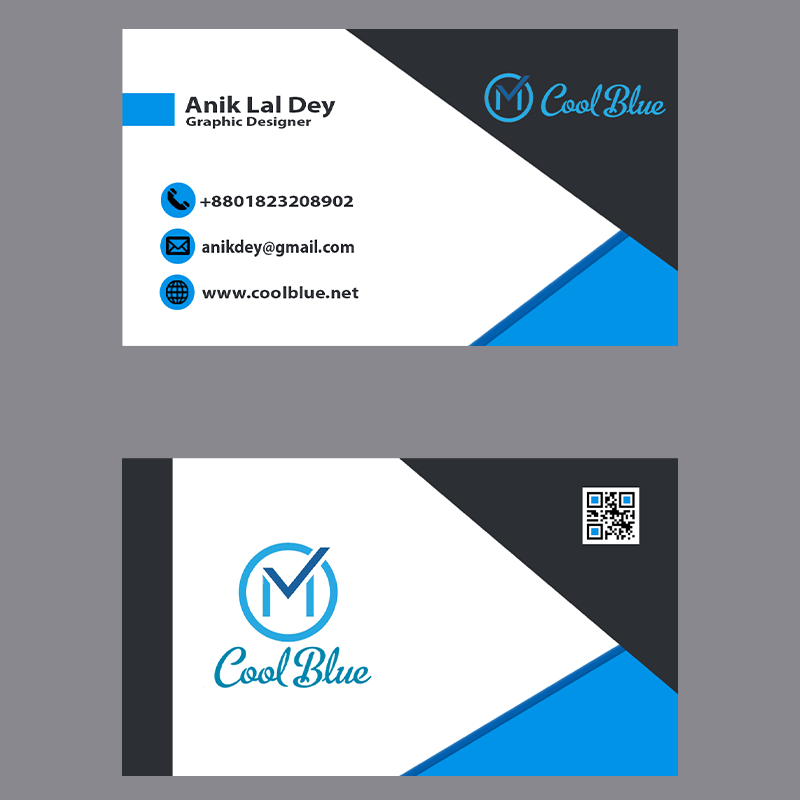 Anik Lal Dey
Graphic Designer
Cool Blue
+8801823208902
anikdey@gmail.com
www.coolblue.net
Cool Blue